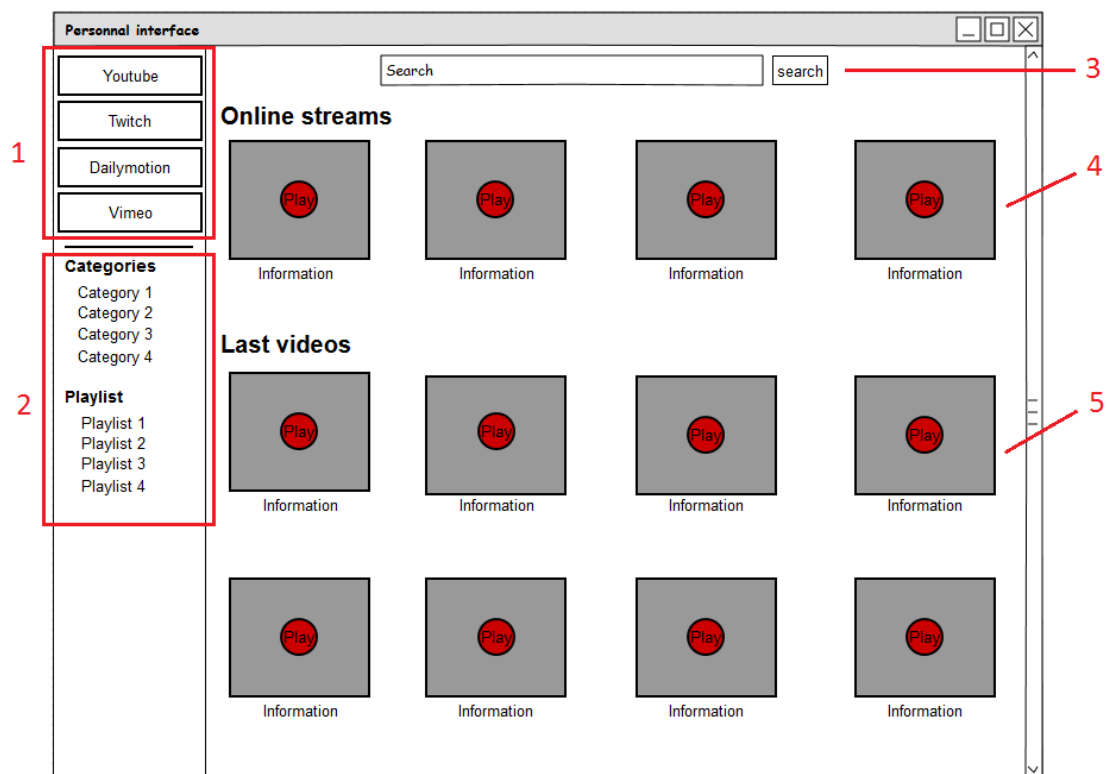 Personnal interface
Youtube
Twitch
Dailymotion
Vimeo
1
Categories
Category 1
Category 2
Category 3
Category 4
Playlist
Playlist 1
Playlist 2
Playlist 3
Playlist 4
2
Search search 3
Online streams
Play Play Play Play 4
Information Information Information Information
Last videos
Play Play Play Play 5
Information Information Information Information
Play Play Play Play
Information Information Information Information